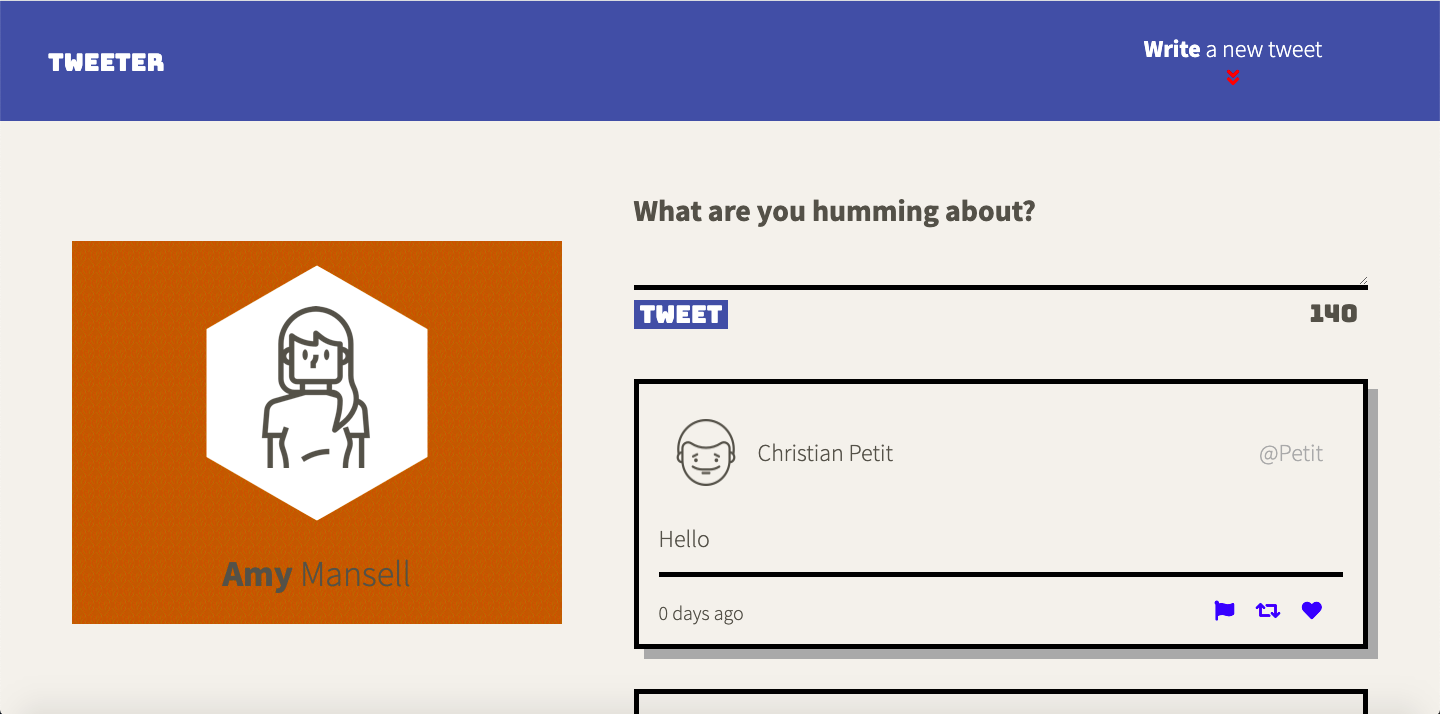 TWEETER
Write a new tweet
What are you humming about?
TWEET
140
Amy Mansell
Christian Petit
@Petit
Hello
0 days ago